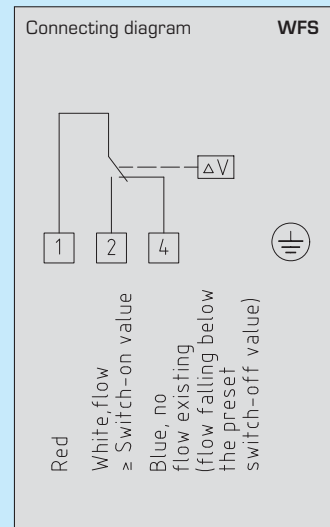 Connecting diagram WFS
ΔV
1 2 4
Red
White,flow
≥ Switch-on value
Blue, no
flow existing
(flow falling below
the preset
switch-off value)